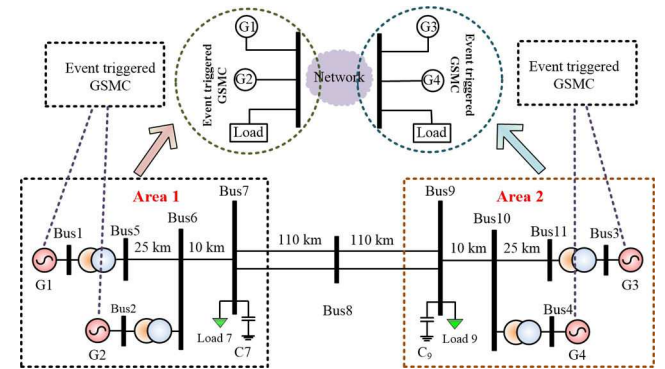 Event triggered
GSMC
G1
G2
Load
Event triggered
GSMC
Network
G3
G4
Load
Event triggered
GSMC
Event triggered
GSMC
Area 1
Bus1
Bus5
25 km
Bus6
10 km
Bus7
G1
Bus2
G2
Load 7
C7
110 km
110 km
Bus8
Area 2
Bus9
10 km
Bus10
25 km
Bus11
Bus3
G3
Bus4
G4
C9
Load 9